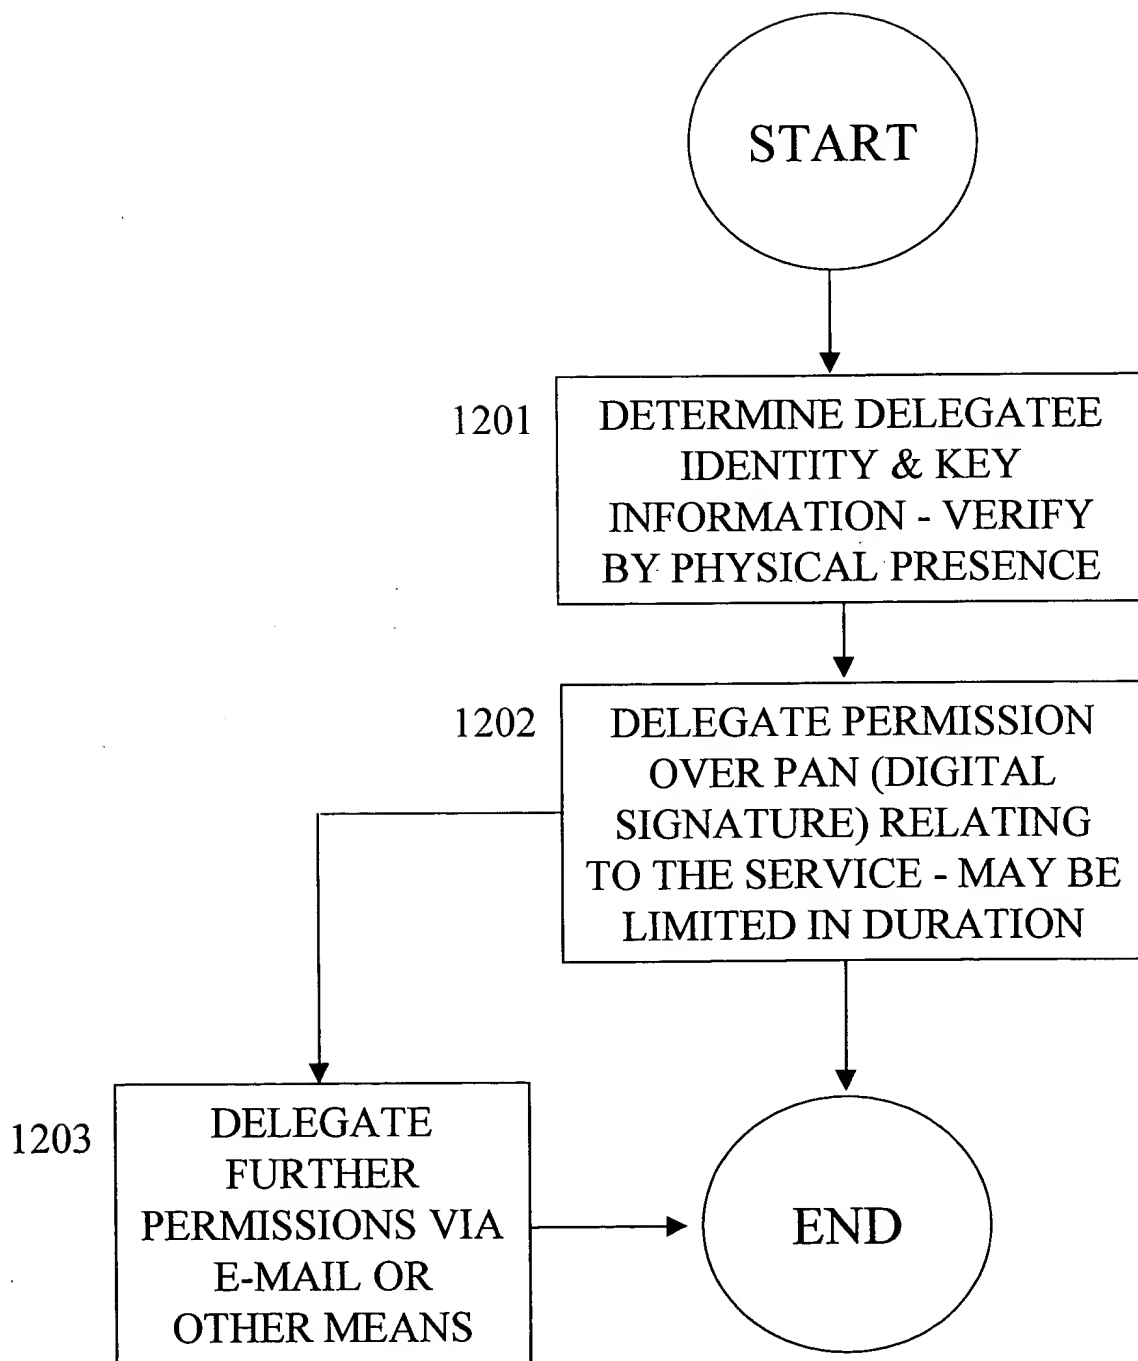 START
1201
DETERMINE DELEGATEE
IDENTITY & KEY
INFORMATION - VERIFY
BY PHYSICAL PRESENCE
1202
DELEGATE PERMISSION
OVER PAN (DIGITAL
SIGNATURE) RELATING
TO THE SERVICE - MAY BE
LIMITED IN DURATION
1203
DELEGATE
FURTHER
PERMISSIONS VIA
E-MAIL OR
OTHER MEANS
END